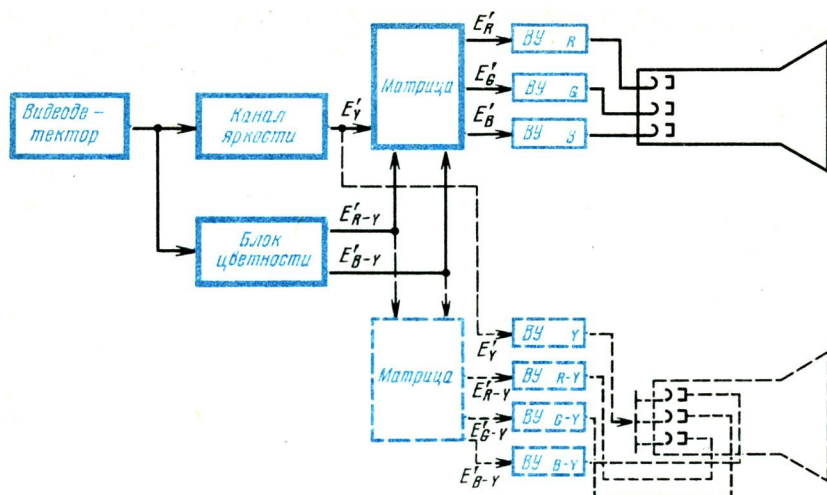 Видеоде-
тектор
Канал
яркости
E'Y
Матрица
E'R
E'G
E'B
ВУ R
ВУ G
ВУ B
Блок
цветности
E'R-Y
E'B-Y
Матрица
E'Y
E'R-Y
E'G-Y
E'B-Y
ВУ Y
ВУ R-Y
ВУ G-Y
ВУ B-Y